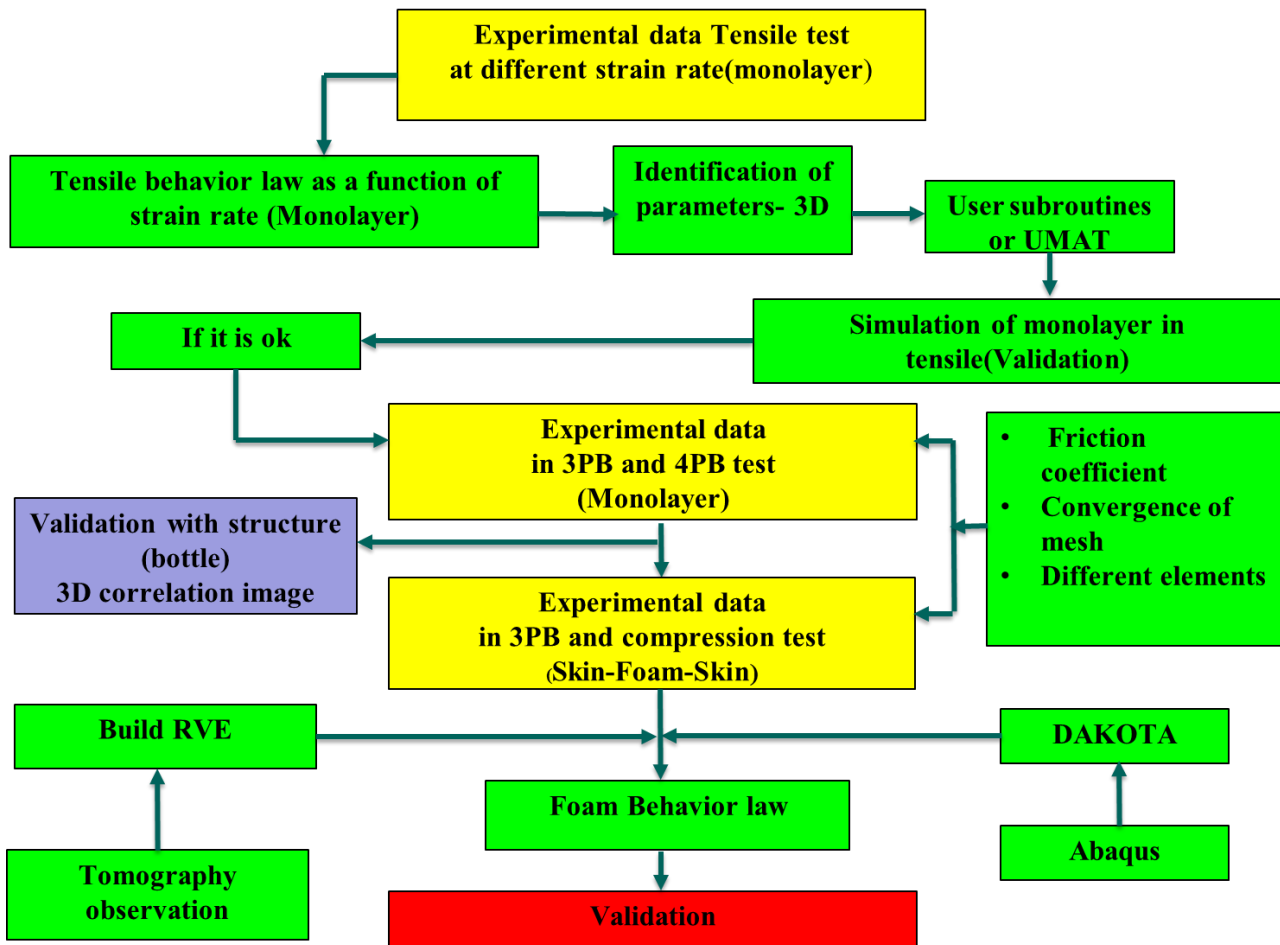 Experimental data Tensile test
at different strain rate(monolayer)
Tensile behavior law as a function of
strain rate (Monolayer)
Identification of
parameters- 3D
User subroutines
or UMAT
If it is ok
Simulation of monolayer in
tensile(Validation)
Experimental data
in 3PB and 4PB test
(Monolayer)
• Friction
coefficient
• Convergence of
mesh
• Different elements
Validation with structure
(bottle)
3D correlation image
Experimental data
in 3PB and compression test
(Skin-Foam-Skin)
Build RVE
DAKOTA
Foam Behavior law
Tomography
observation
Abaqus
Validation